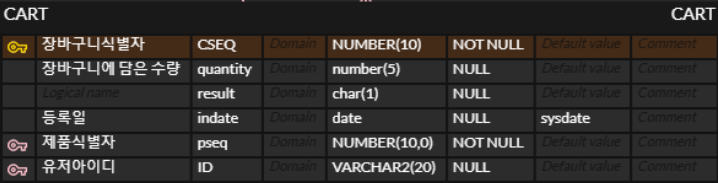 CART CART
장바구니식별자 CSEQ Domain NUMBER(10) NOT NULL Default value Comment
장바구니에 담은 수량 quantity Domain number(5) NULL Default value Comment
Logical name result Domain char(1) NULL Default value Comment
등록일 indate Domain date NULL sysdate Comment
제품식별자 pseq Domain NUMBER(10,0) NOT NULL Default value Comment
유저아이디 ID Domain VARCHAR2(20) NULL Default value Comment